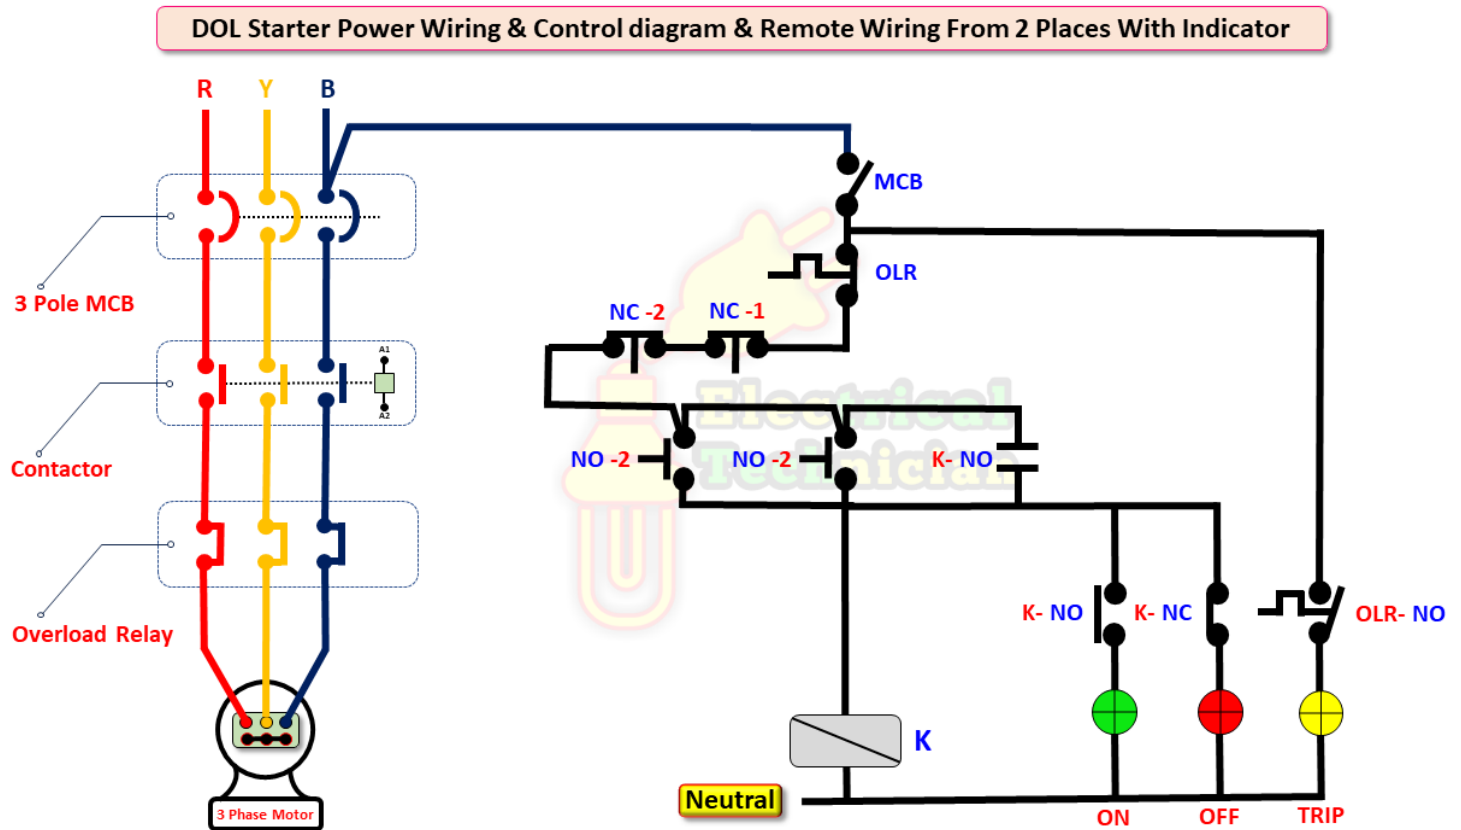 DOL Starter Power Wiring & Control diagram & Remote Wiring From 2 Places With Indicator
R Y B
MCB
3 Pole MCB
OLR
NC -2 NC -1
A1
A2
Contactor
Electrical
Technician
NO -2 NO -2 K- NO
Overload Relay
K- NO K- NC OLR- NO
K
Neutral
3 Phase Motor
ON OFF TRIP